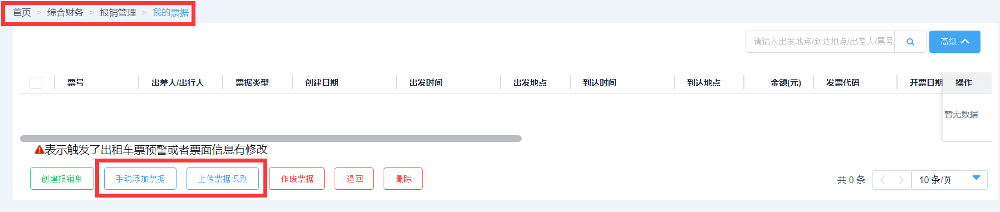 首页 > 综合财务 > 报销管理 > 我的票据
请输入出发地点/到达地点/出差人/票号
高级
票号 出差人/出行人 票据类型 创建日期 出发时间 出发地点 到达时间 到达地点 金额(元) 发票代码 开票日期 操作
暂无数据
表示触发了出租车票预警或者票面信息有修改
创建报销单 手动添加票据 上传票据识别 作废票据 退回 删除 共 0 条 < > 10 条/页